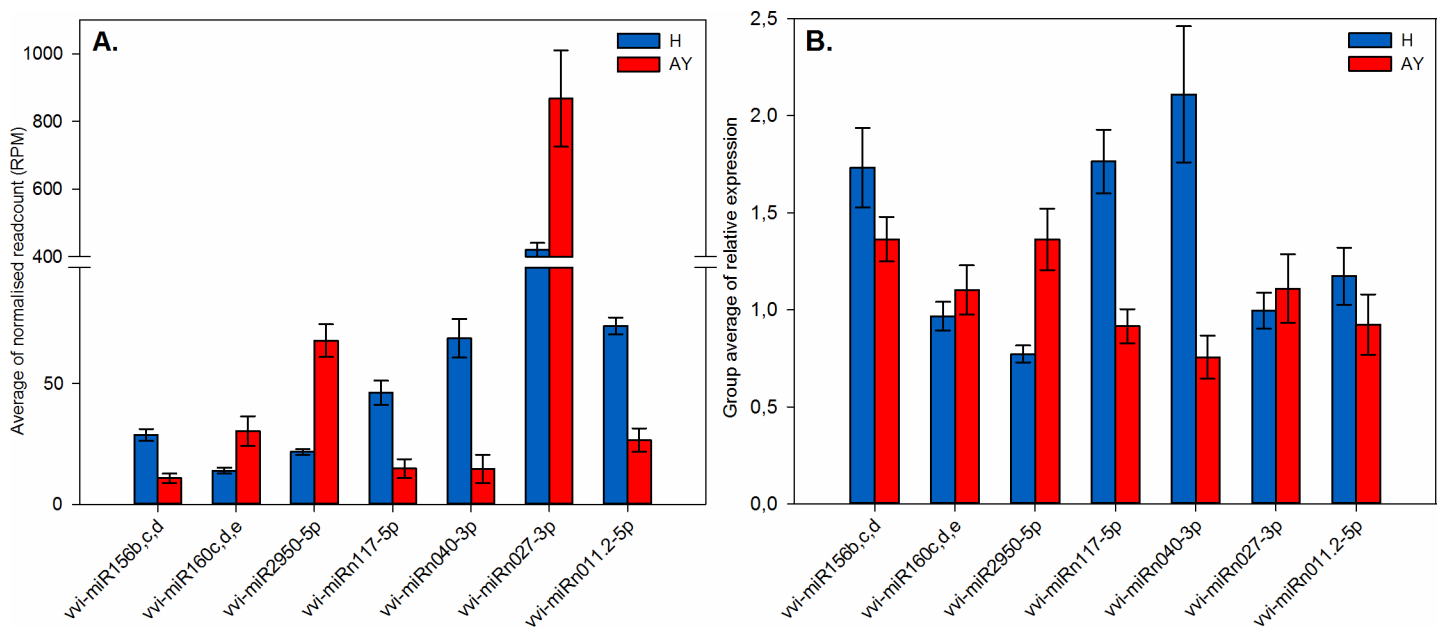 A.
H
AY
Average of normalised readcount (RPM)
1000
800
600
400
50
0
vvi-miR156b,c,d
vvi-miR160c,d,e
vvi-miR2950-5p
vvi-miRn117-5p
vvi-miRn040-3p
vvi-miRn027-3p
vvi-miRn011.2-5p
B.
H
AY
Group average of relative expression
2,5
2,0
1,5
1,0
0,5
0,0
vvi-miR156b,c,d
vvi-miR160c,d,e
vvi-miR2950-5p
vvi-miRn117-5p
vvi-miRn040-3p
vvi-miRn027-3p
vvi-miRn011.2-5p